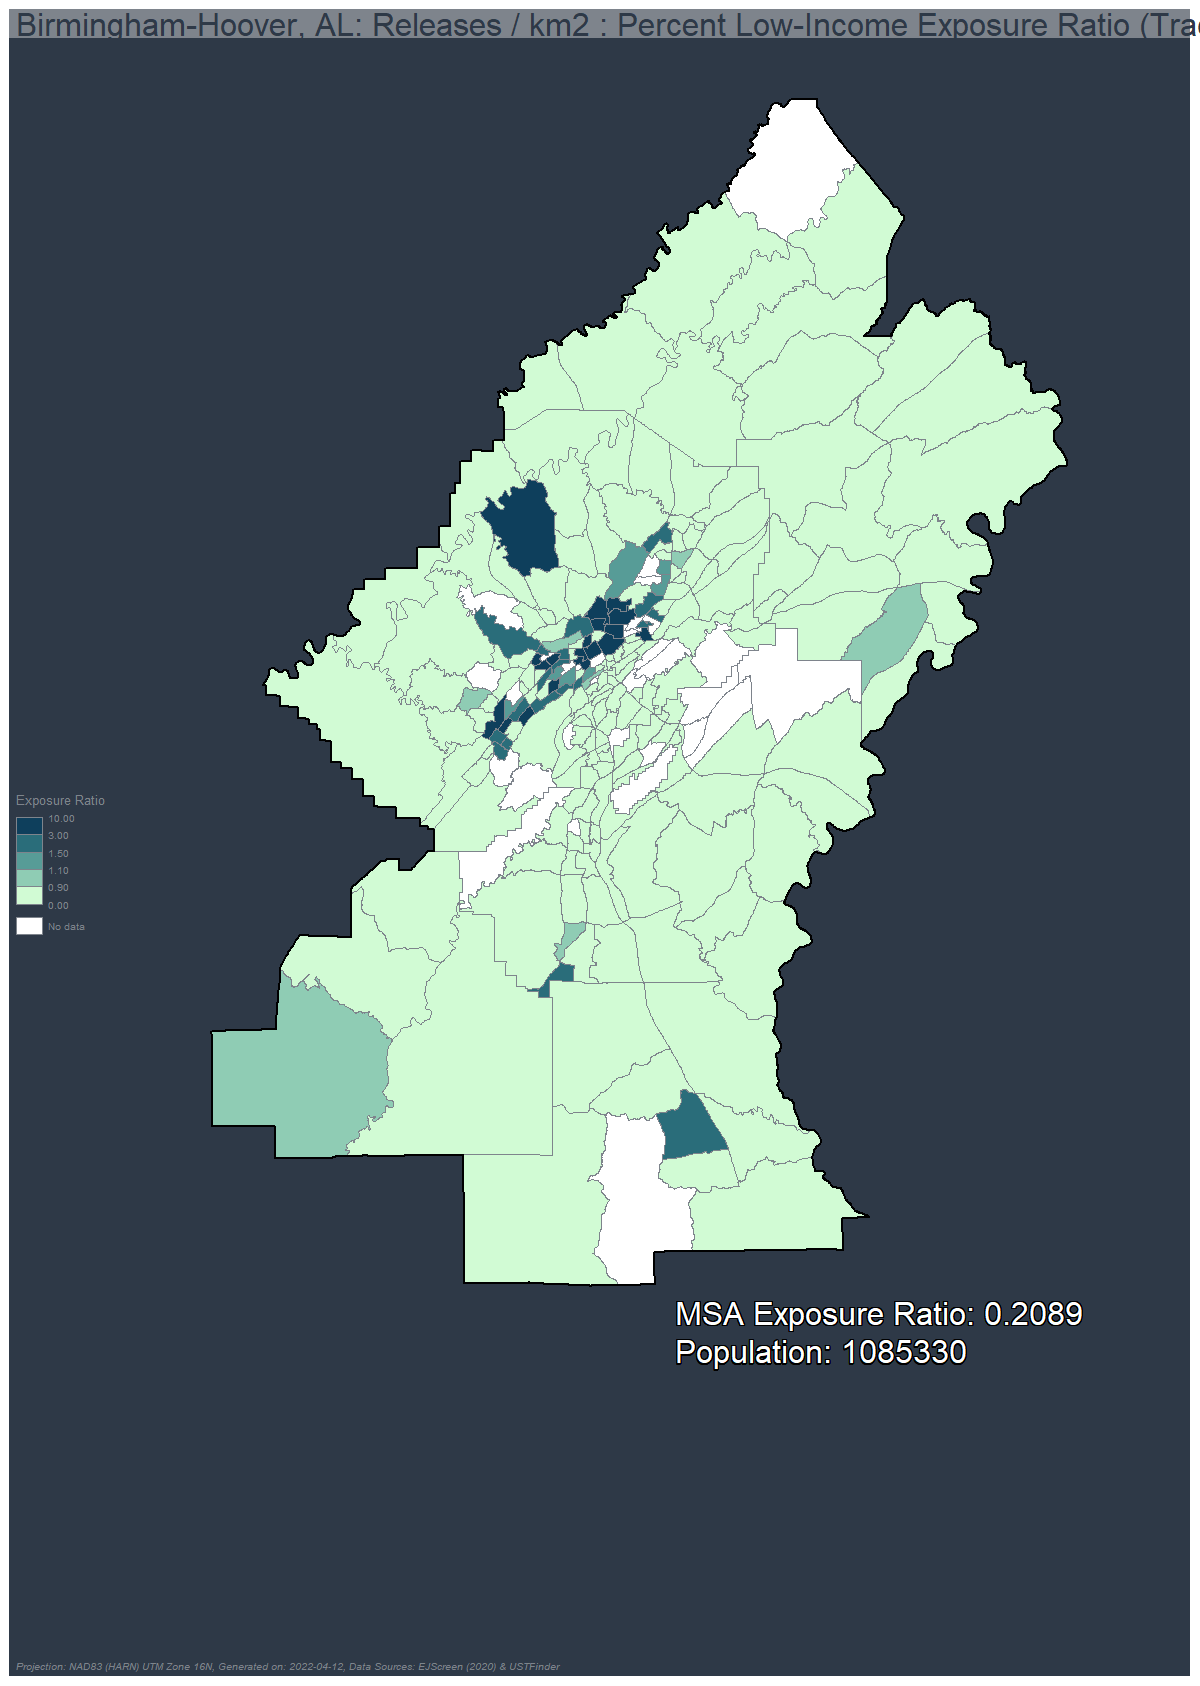 Birmingham-Hoover, AL: Releases / km2 : Percent Low-Income Exposure Ratio
Exposure Ratio
10.00
3.00
1.50
1.10
0.90
0.00
No data
MSA Exposure Ratio: 0.2089
Population: 1085330
Projection: NAD83 (HARN) UTM Zone 16N, Generated on: 2022-04-12, Data Sources: EJScreen (2020) & USTFinder